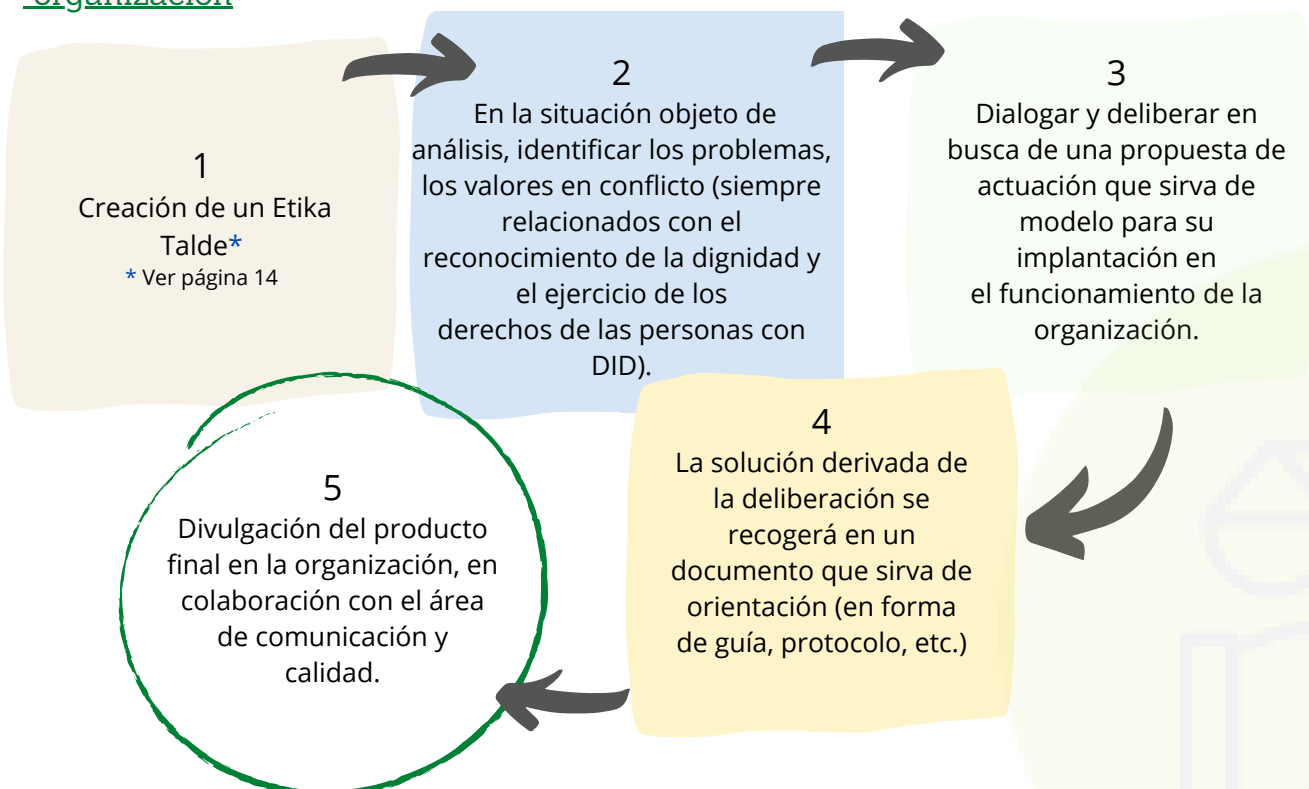 organización
1
Creación de un Etika
Talde*
* Ver página 14
2
En la situación objeto de
análisis, identificar los problemas,
los valores en conflicto (siempre
relacionados con el
reconocimiento de la dignidad y
el ejercicio de los
derechos de las personas con
DID).
3
Dialogar y deliberar en
busca de una propuesta de
actuación que sirva de
modelo para su
implantación en
el funcionamiento de la
organización.
4
La solución derivada de
la deliberación se
recogerá en un
documento que sirva de
orientación (en forma
de guía, protocolo, etc.)
5
Divulgación del producto
final en la organización, en
colaboración con el área
de comunicación y
calidad.